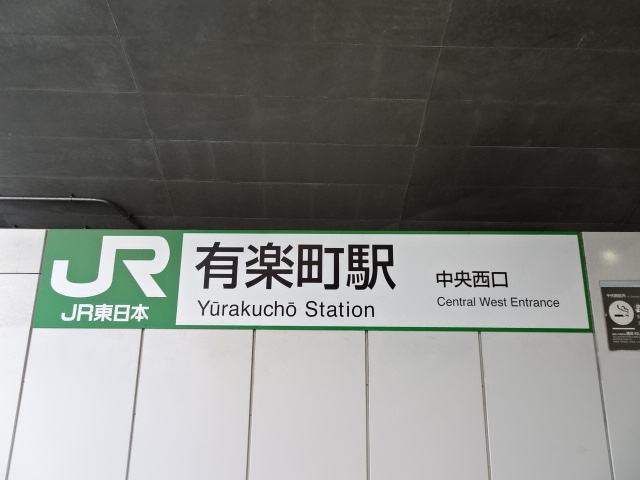 JR
JR東日本
有楽町駅
Yūrakuchō Station
中央西口
Central West Entrance